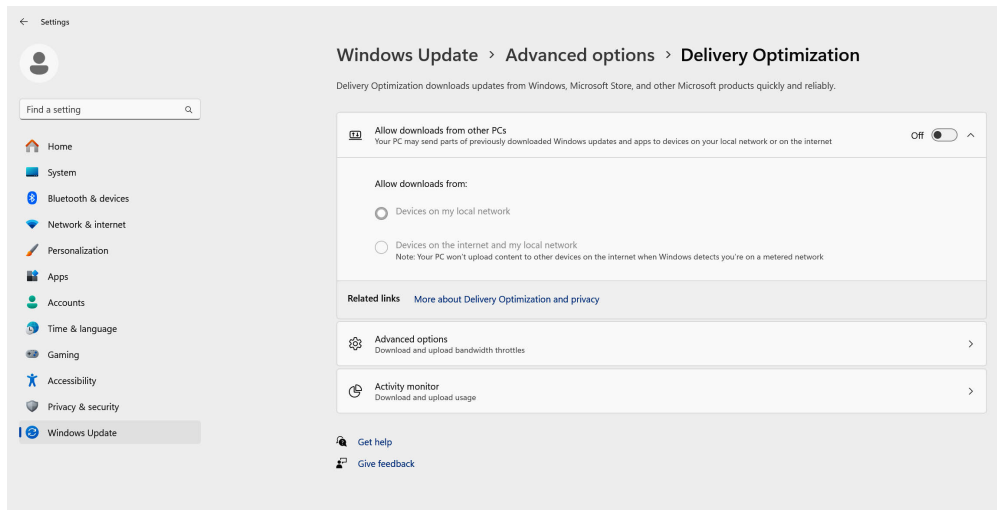 Settings
Find a setting
Home
System
Bluetooth & devices
Network & internet
Personalization
Apps
Accounts
Time & language
Gaming
Accessibility
Privacy & security
Windows Update
Windows Update > Advanced options > Delivery Optimization
Delivery Optimization downloads updates from Windows, Microsoft Store, and other Microsoft products quickly and reliably.
Allow downloads from other PCs
Your PC may send parts of previously downloaded Windows updates and apps to devices on your local network or on the internet
Off
Allow downloads from:
Devices on my local network
Devices on the internet and my local network
Note: Your PC won't upload content to other devices on the internet when Windows detects you're on a metered network
Related links More about Delivery Optimization and privacy
Advanced options
Download and upload bandwidth throttles
Activity monitor
Download and upload usage
Get help
Give feedback